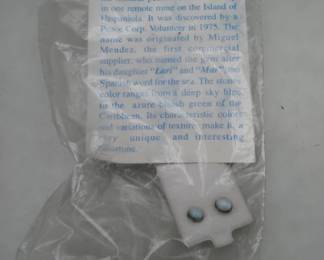 in one remote mine on the Island of
Hispaniola. It was discovered by a
Peace Corp. Volunteer in 1975. The
name was originated by Miguel
Mendez, the first commercial
supplier, who named the gem after
his daughter "Lari" and "Mar" the
Spanish word for the sea. The stones
color ranges from a deep sky blue
to the azure bluish green of the
Caribbean. Its characteristic colors
and variations of texture make it a
very unique and interesting
gemstone.